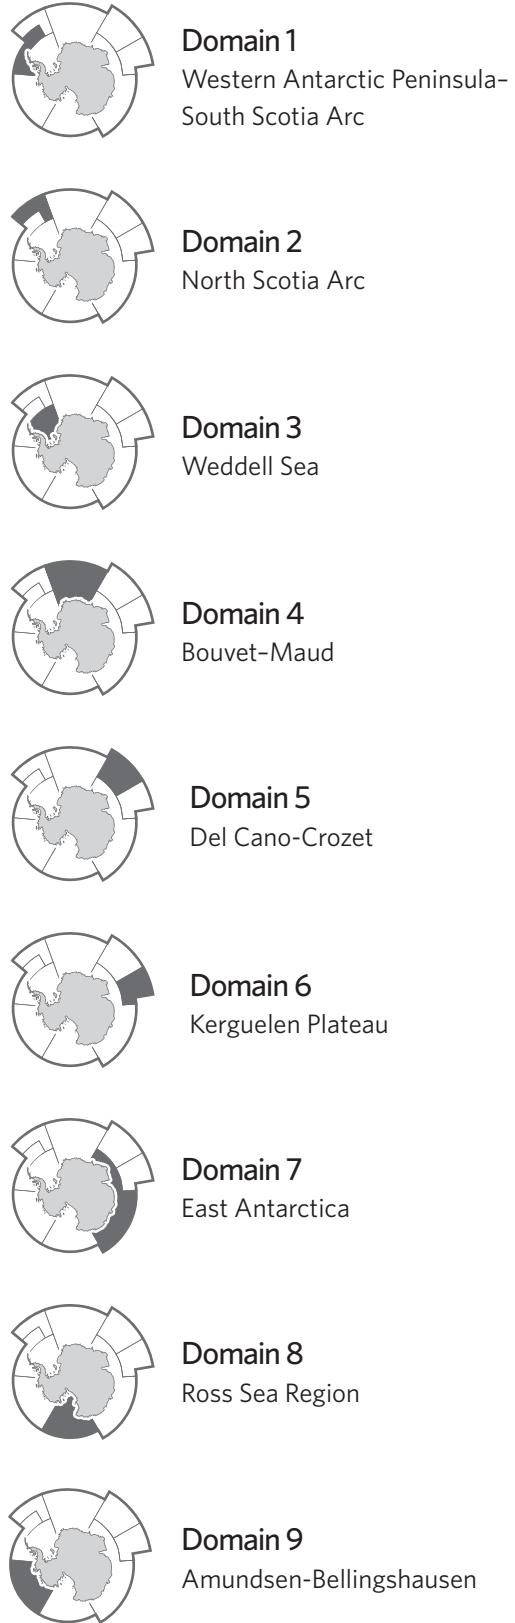 Domain 1
Western Antarctic Peninsula–
South Scotia Arc
Domain 2
North Scotia Arc
Domain 3
Weddell Sea
Domain 4
Bouvet–Maud
Domain 5
Del Cano-Crozet
Domain 6
Kerguelen Plateau
Domain 7
East Antarctica
Domain 8
Ross Sea Region
Domain 9
Amundsen-Bellingshausen